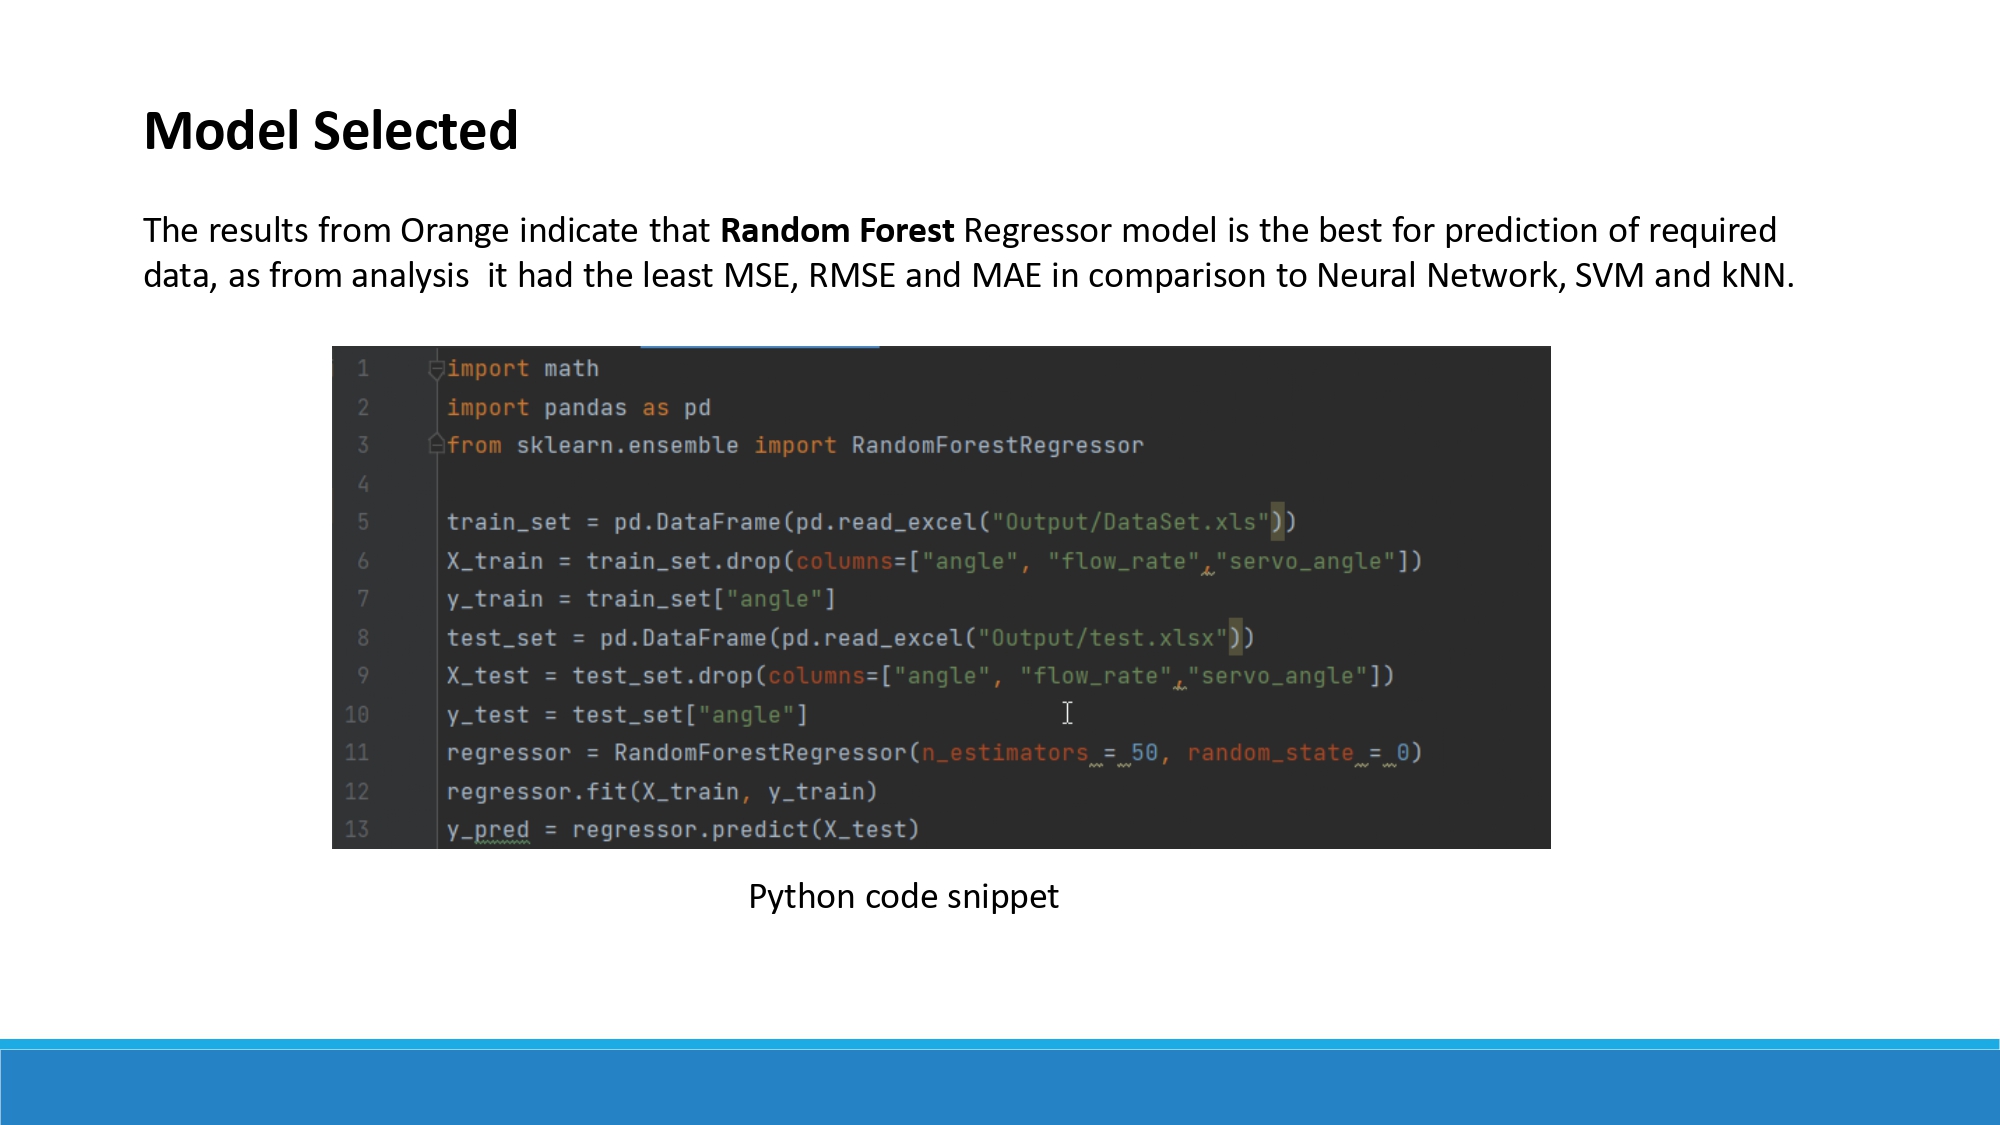 Model Selected
The results from Orange indicate that Random Forest Regressor model is the best for prediction of required
data, as from analysis  it had the least MSE, RMSE and MAE in comparison to Neural Network, SVM and kNN.
1 import math
2 import pandas as pd
3 from sklearn.ensemble import RandomForestRegressor
4
5 train_set = pd.DataFrame(pd.read_excel("Output/DataSet.xls"))
6 X_train = train_set.drop(columns=["angle", "flow_rate","servo_angle"])
7 y_train = train_set["angle"]
8 test_set = pd.DataFrame(pd.read_excel("Output/test.xlsx"))
9 X_test = test_set.drop(columns=["angle", "flow_rate","servo_angle"])
10 y_test = test_set["angle"]
11 regressor = RandomForestRegressor(n_estimators = 50, random_state = 0)
12 regressor.fit(X_train, y_train)
13 y_pred = regressor.predict(X_test)
Python code snippet